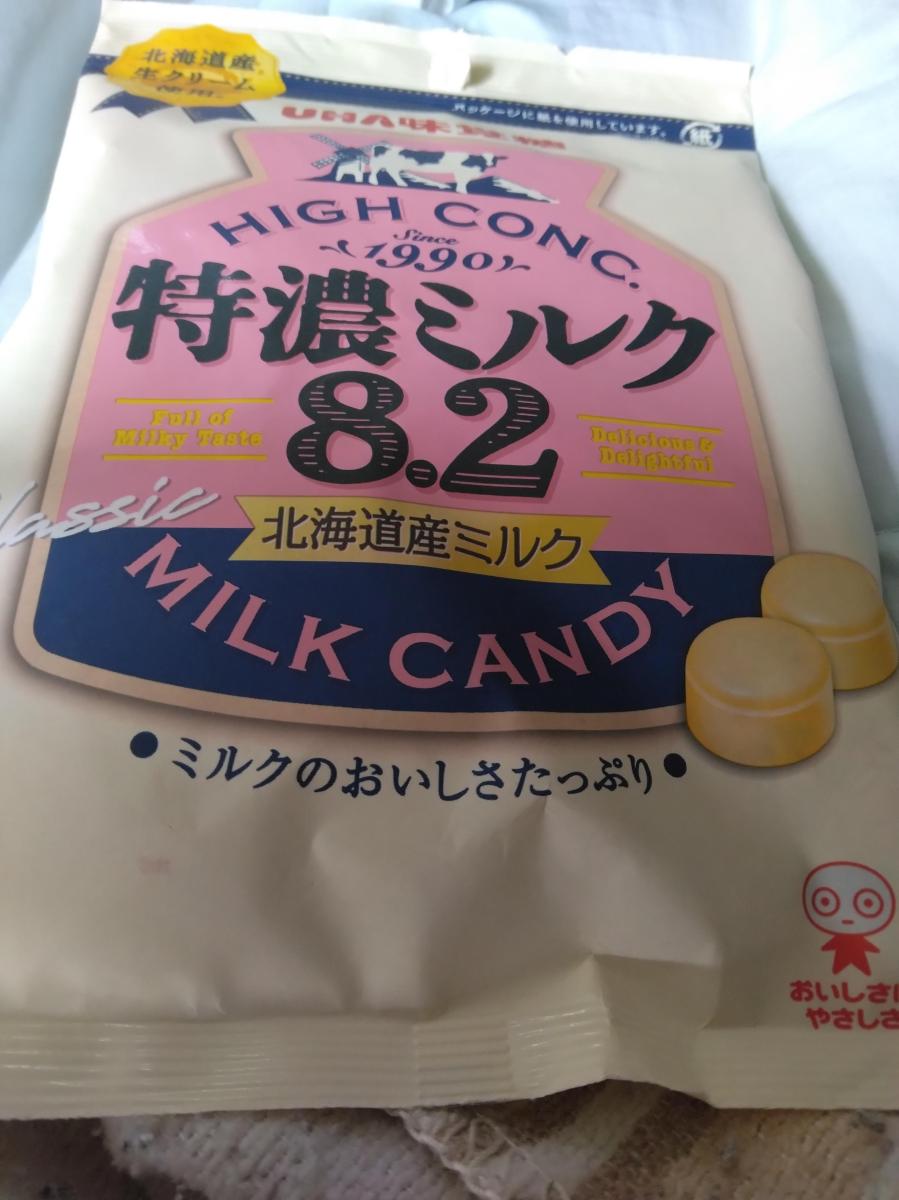 北海道産
生クリーム
使用。
パッケージに紙を使用しています。
紙
UHA味覚糖
HIGH CONC.
Since
1990
特濃ミルク
8.2
Full of
Milky Taste
Delicious &
Delightful
lassic
北海道産ミルク
MILK CANDY
●ミルクのおいしさたっぷり●
おいしさ
やさしさ